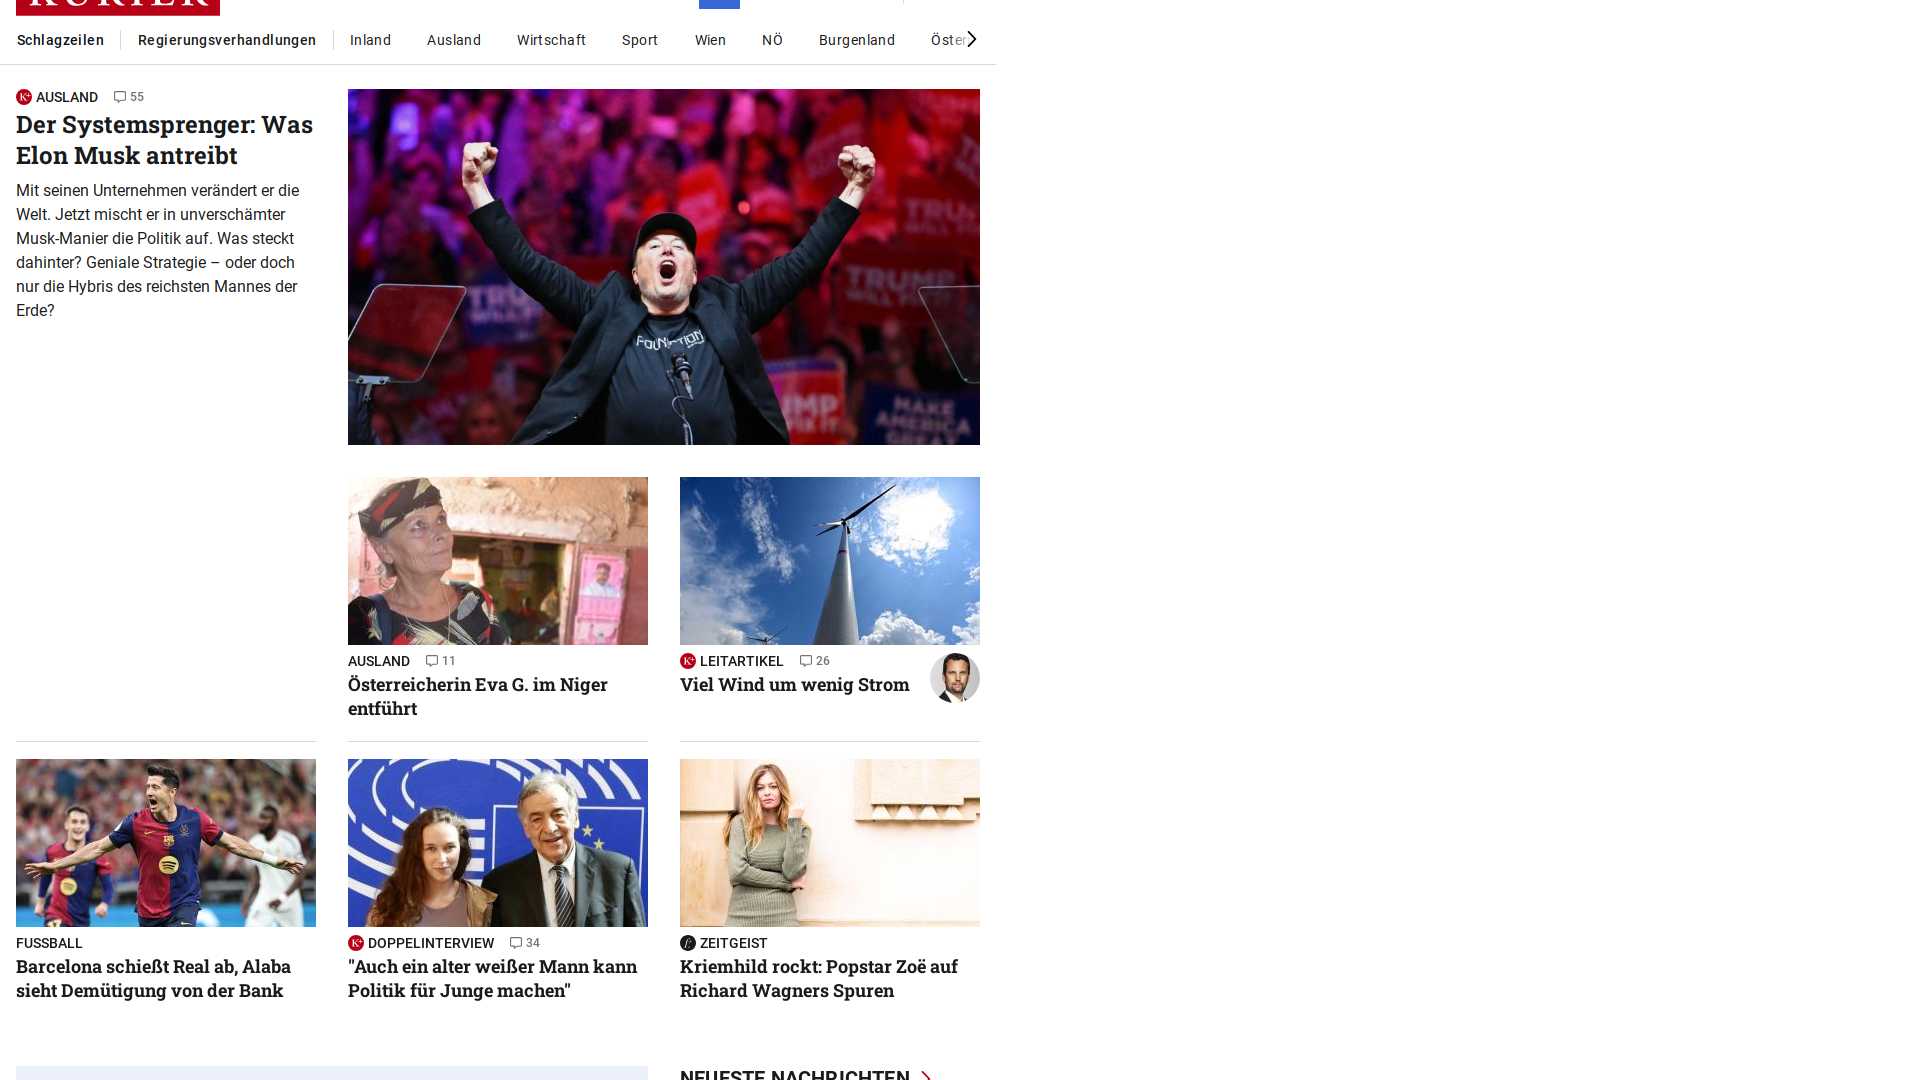 Schlagzeilen
Regierungsverhandlungen
Inland
Ausland
Wirtschaft
Sport
Wien
NÖ
Burgenland
AUSLAND 55
Der Systemsprenger: Was
Elon Musk antreibt
Mit seinen Unternehmen verändert er die
Welt. Jetzt mischt er in unverschämter
Musk-Manier die Politik auf. Was steckt
dahinter? Geniale Strategie – oder doch
nur die Hybris des reichsten Mannes der
Erde?
TRUMP
MAKE
AMERICA
GREAT
AUSLAND 11
Österreicherin Eva G. im Niger
entführt
K+ LEITARTIKEL 26
Viel Wind um wenig Strom
FUSSBALL
Barcelona schießt Real ab, Alaba
sieht Demütigung von der Bank
K+ DOPPELINTERVIEW 34
"Auch ein alter weißer Mann kann
Politik für Junge machen"
ZEITGEIST
Kriemhild rockt: Popstar Zoë auf
Richard Wagners Spuren
NEUESTE NACHRICHTEN